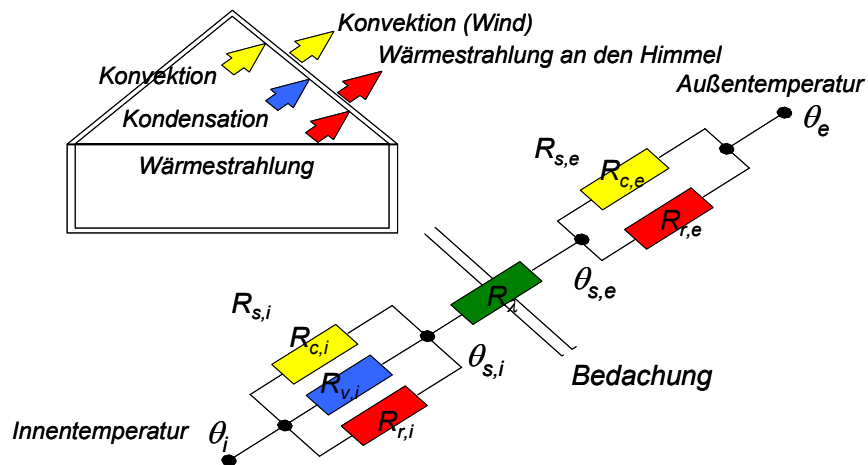 Konvektion (Wind)
Wärmestrahlung an den Himmel
Konvektion
Kondensation
Wärmestrahlung
Außentemperatur
θe
Rs,e
Rc,e
Rr,e
θs,e
Rλ
Rs,i
Rc,i
Rv,i
Rr,i
θs,i
Bedachung
Innentemperatur
θi